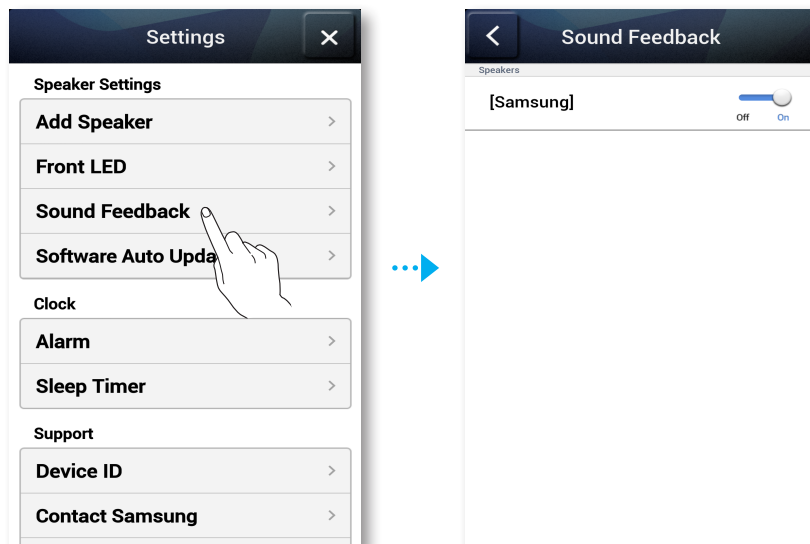 Settings
Speaker Settings
Add Speaker
Front LED
Sound Feedback
Software Auto Upda
Clock
Alarm
Sleep Timer
Support
Device ID
Contact Samsung
Sound Feedback
Speakers
[Samsung]
Off On